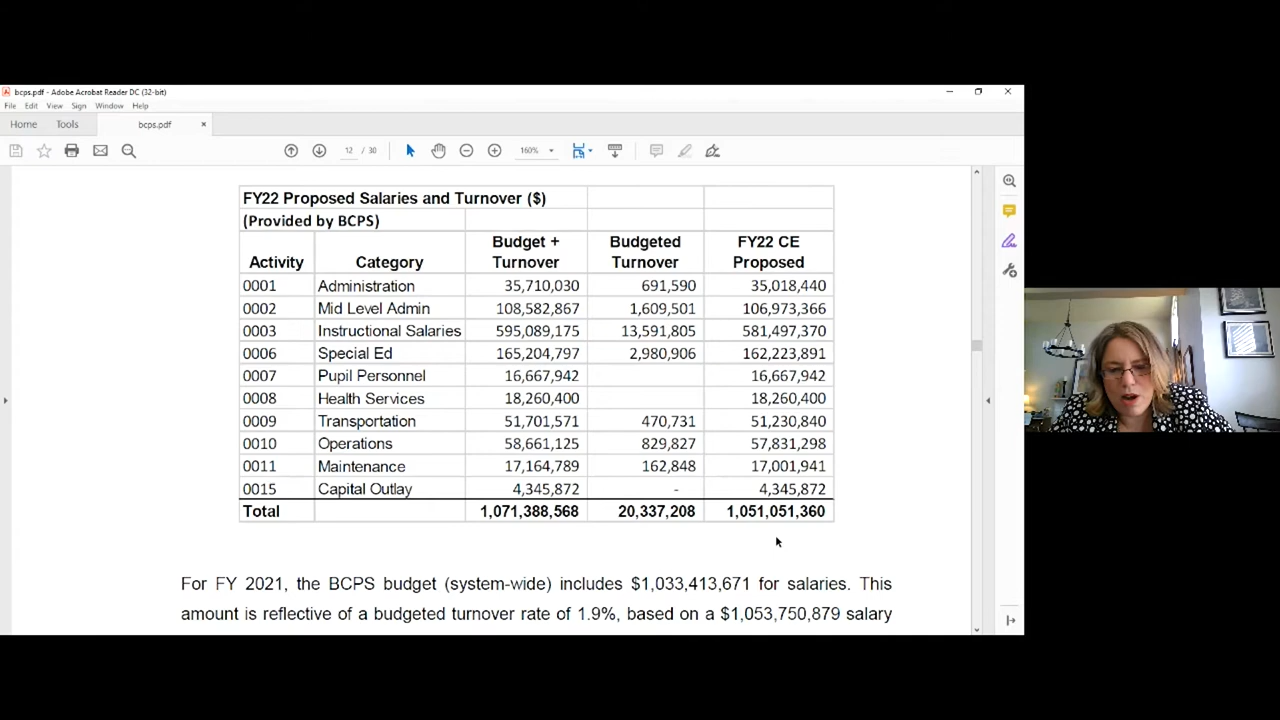 bcps.pdf - Adobe Acrobat Reader DC (32-bit)
File Edit View Sign Window Help
Home Tools bcps.pdf ×
12 / 30 160%
FY22 Proposed Salaries and Turnover ($)
(Provided by BCPS)
Budget + Budgeted FY22 CE
Activity Category Turnover Turnover Proposed
0001 Administration 35,710,030 691,590 35,018,440
0002 Mid Level Admin 108,582,867 1,609,501 106,973,366
0003 Instructional Salaries 595,089,175 13,591,805 581,497,370
0006 Special Ed 165,204,797 2,980,906 162,223,891
0007 Pupil Personnel 16,667,942 16,667,942
0008 Health Services 18,260,400 18,260,400
0009 Transportation 51,701,571 470,731 51,230,840
0010 Operations 58,661,125 829,827 57,831,298
0011 Maintenance 17,164,789 162,848 17,001,941
0015 Capital Outlay 4,345,872 - 4,345,872
Total 1,071,388,568 20,337,208 1,051,051,360
For FY 2021, the BCPS budget (system-wide) includes $1,033,413,671 for salaries. This
amount is reflective of a budgeted turnover rate of 1.9%, based on a $1,053,750,879 salary